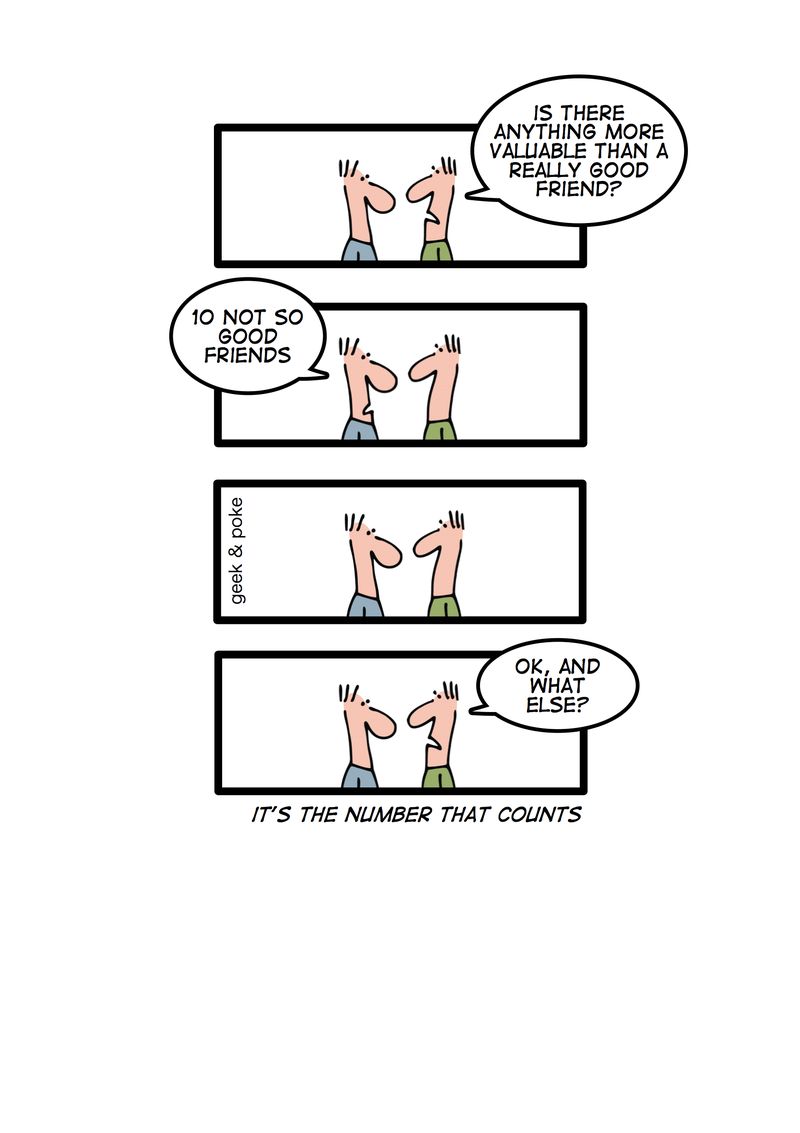 IS THERE
ANYTHING MORE
VALUABLE THAN A
REALLY GOOD
FRIEND?
10 NOT SO
GOOD
FRIENDS
geek & poke
OK, AND
WHAT
ELSE?
IT'S THE NUMBER THAT COUNTS